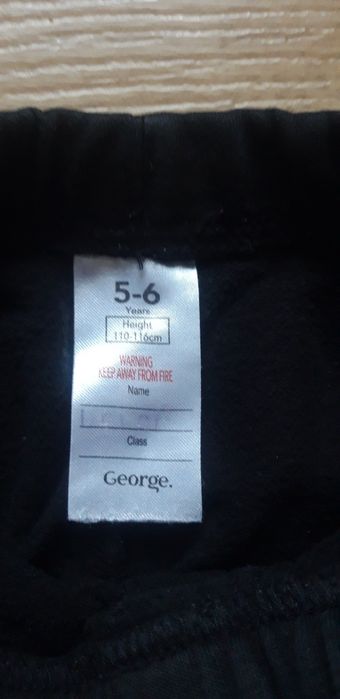 5-6
Years
Height
110-116cm
WARNING
KEEP AWAY FROM FIRE
Name
Class
George.